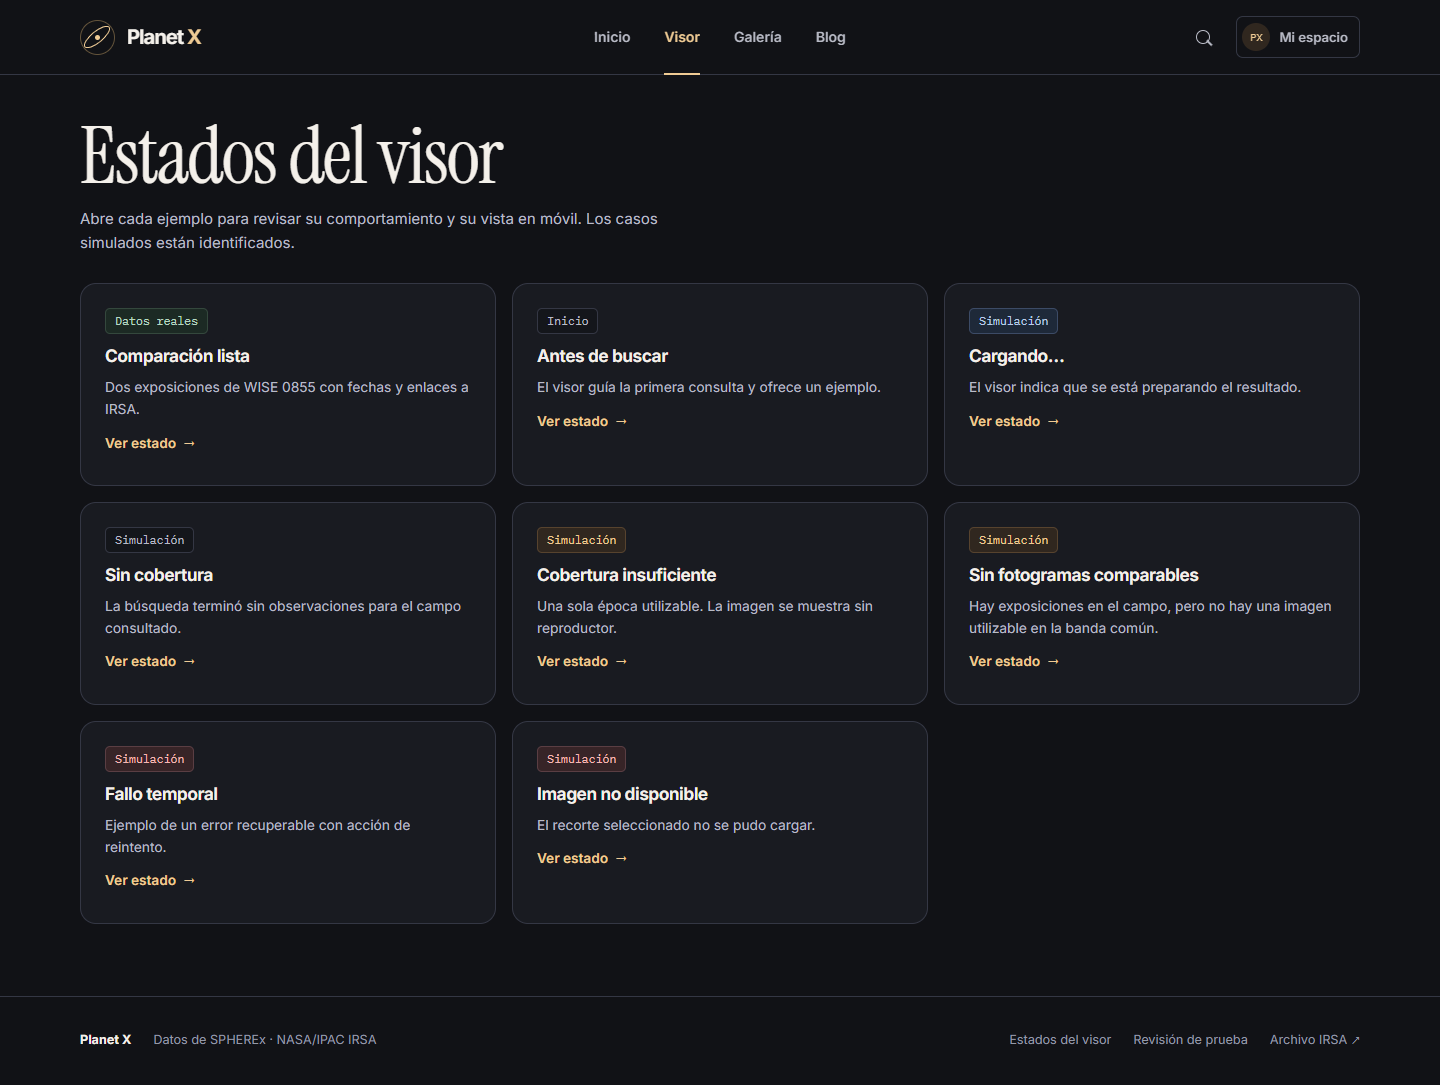 Planet X
Inicio
Visor
Galería
Blog
PX
Mi espacio
Estados del visor
Abre cada ejemplo para revisar su comportamiento y su vista en móvil. Los casos
simulados están identificados.
Datos reales
Comparación lista
Dos exposiciones de WISE 0855 con fechas y enlaces a
IRSA.
Ver estado →
Inicio
Antes de buscar
El visor guía la primera consulta y ofrece un ejemplo.
Ver estado →
Simulación
Cargando…
El visor indica que se está preparando el resultado.
Ver estado →
Simulación
Sin cobertura
La búsqueda terminó sin observaciones para el campo
consultado.
Ver estado →
Simulación
Cobertura insuficiente
Una sola época utilizable. La imagen se muestra sin
reproductor.
Ver estado →
Simulación
Sin fotogramas comparables
Hay exposiciones en el campo, pero no hay una imagen
utilizable en la banda común.
Ver estado →
Simulación
Fallo temporal
Ejemplo de un error recuperable con acción de
reintento.
Ver estado →
Simulación
Imagen no disponible
El recorte seleccionado no se pudo cargar.
Ver estado →
Planet X
Datos de SPHEREx · NASA/IPAC IRSA
Estados del visor
Revisión de prueba
Archivo IRSA ↗